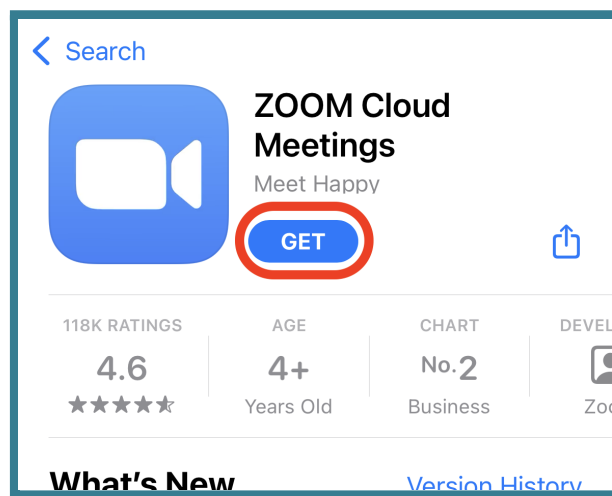 Search
ZOOM Cloud
Meetings
Meet Happy
GET
118K RATINGS
AGE
CHART
4.6
4+
No.2
Years Old
Business
What's New
Version History